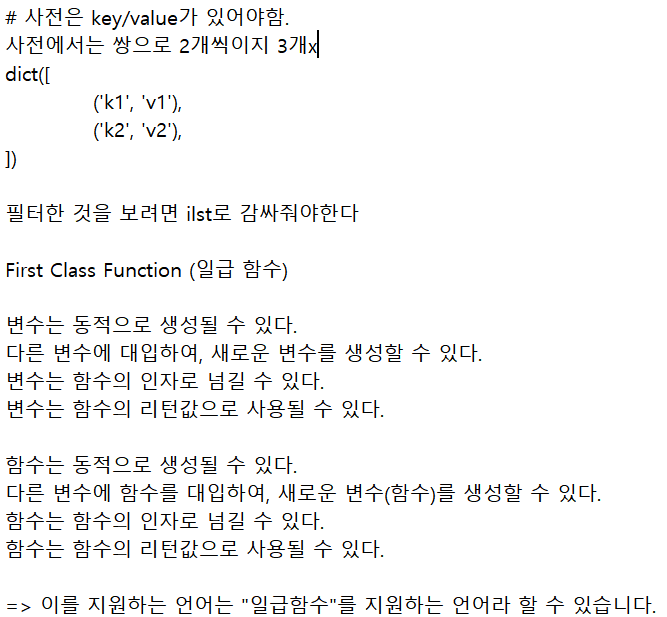 # 사전은 key/value가 있어야함.
사전에서는 쌍으로 2개씩이지 3개x
dict([
('k1', 'v1'),
('k2', 'v2'),
])
필터한 것을 보려면 ilst로 감싸줘야한다
First Class Function (일급 함수)
변수는 동적으로 생성될 수 있다.
다른 변수에 대입하여, 새로운 변수를 생성할 수 있다.
변수는 함수의 인자로 넘길 수 있다.
변수는 함수의 리턴값으로 사용될 수 있다.
함수는 동적으로 생성될 수 있다.
다른 변수에 함수를 대입하여, 새로운 변수(함수)를 생성할 수 있다.
함수는 함수의 인자로 넘길 수 있다.
함수는 함수의 리턴값으로 사용될 수 있다.
=> 이를 지원하는 언어는 "일급함수"를 지원하는 언어라 할 수 있습니다.